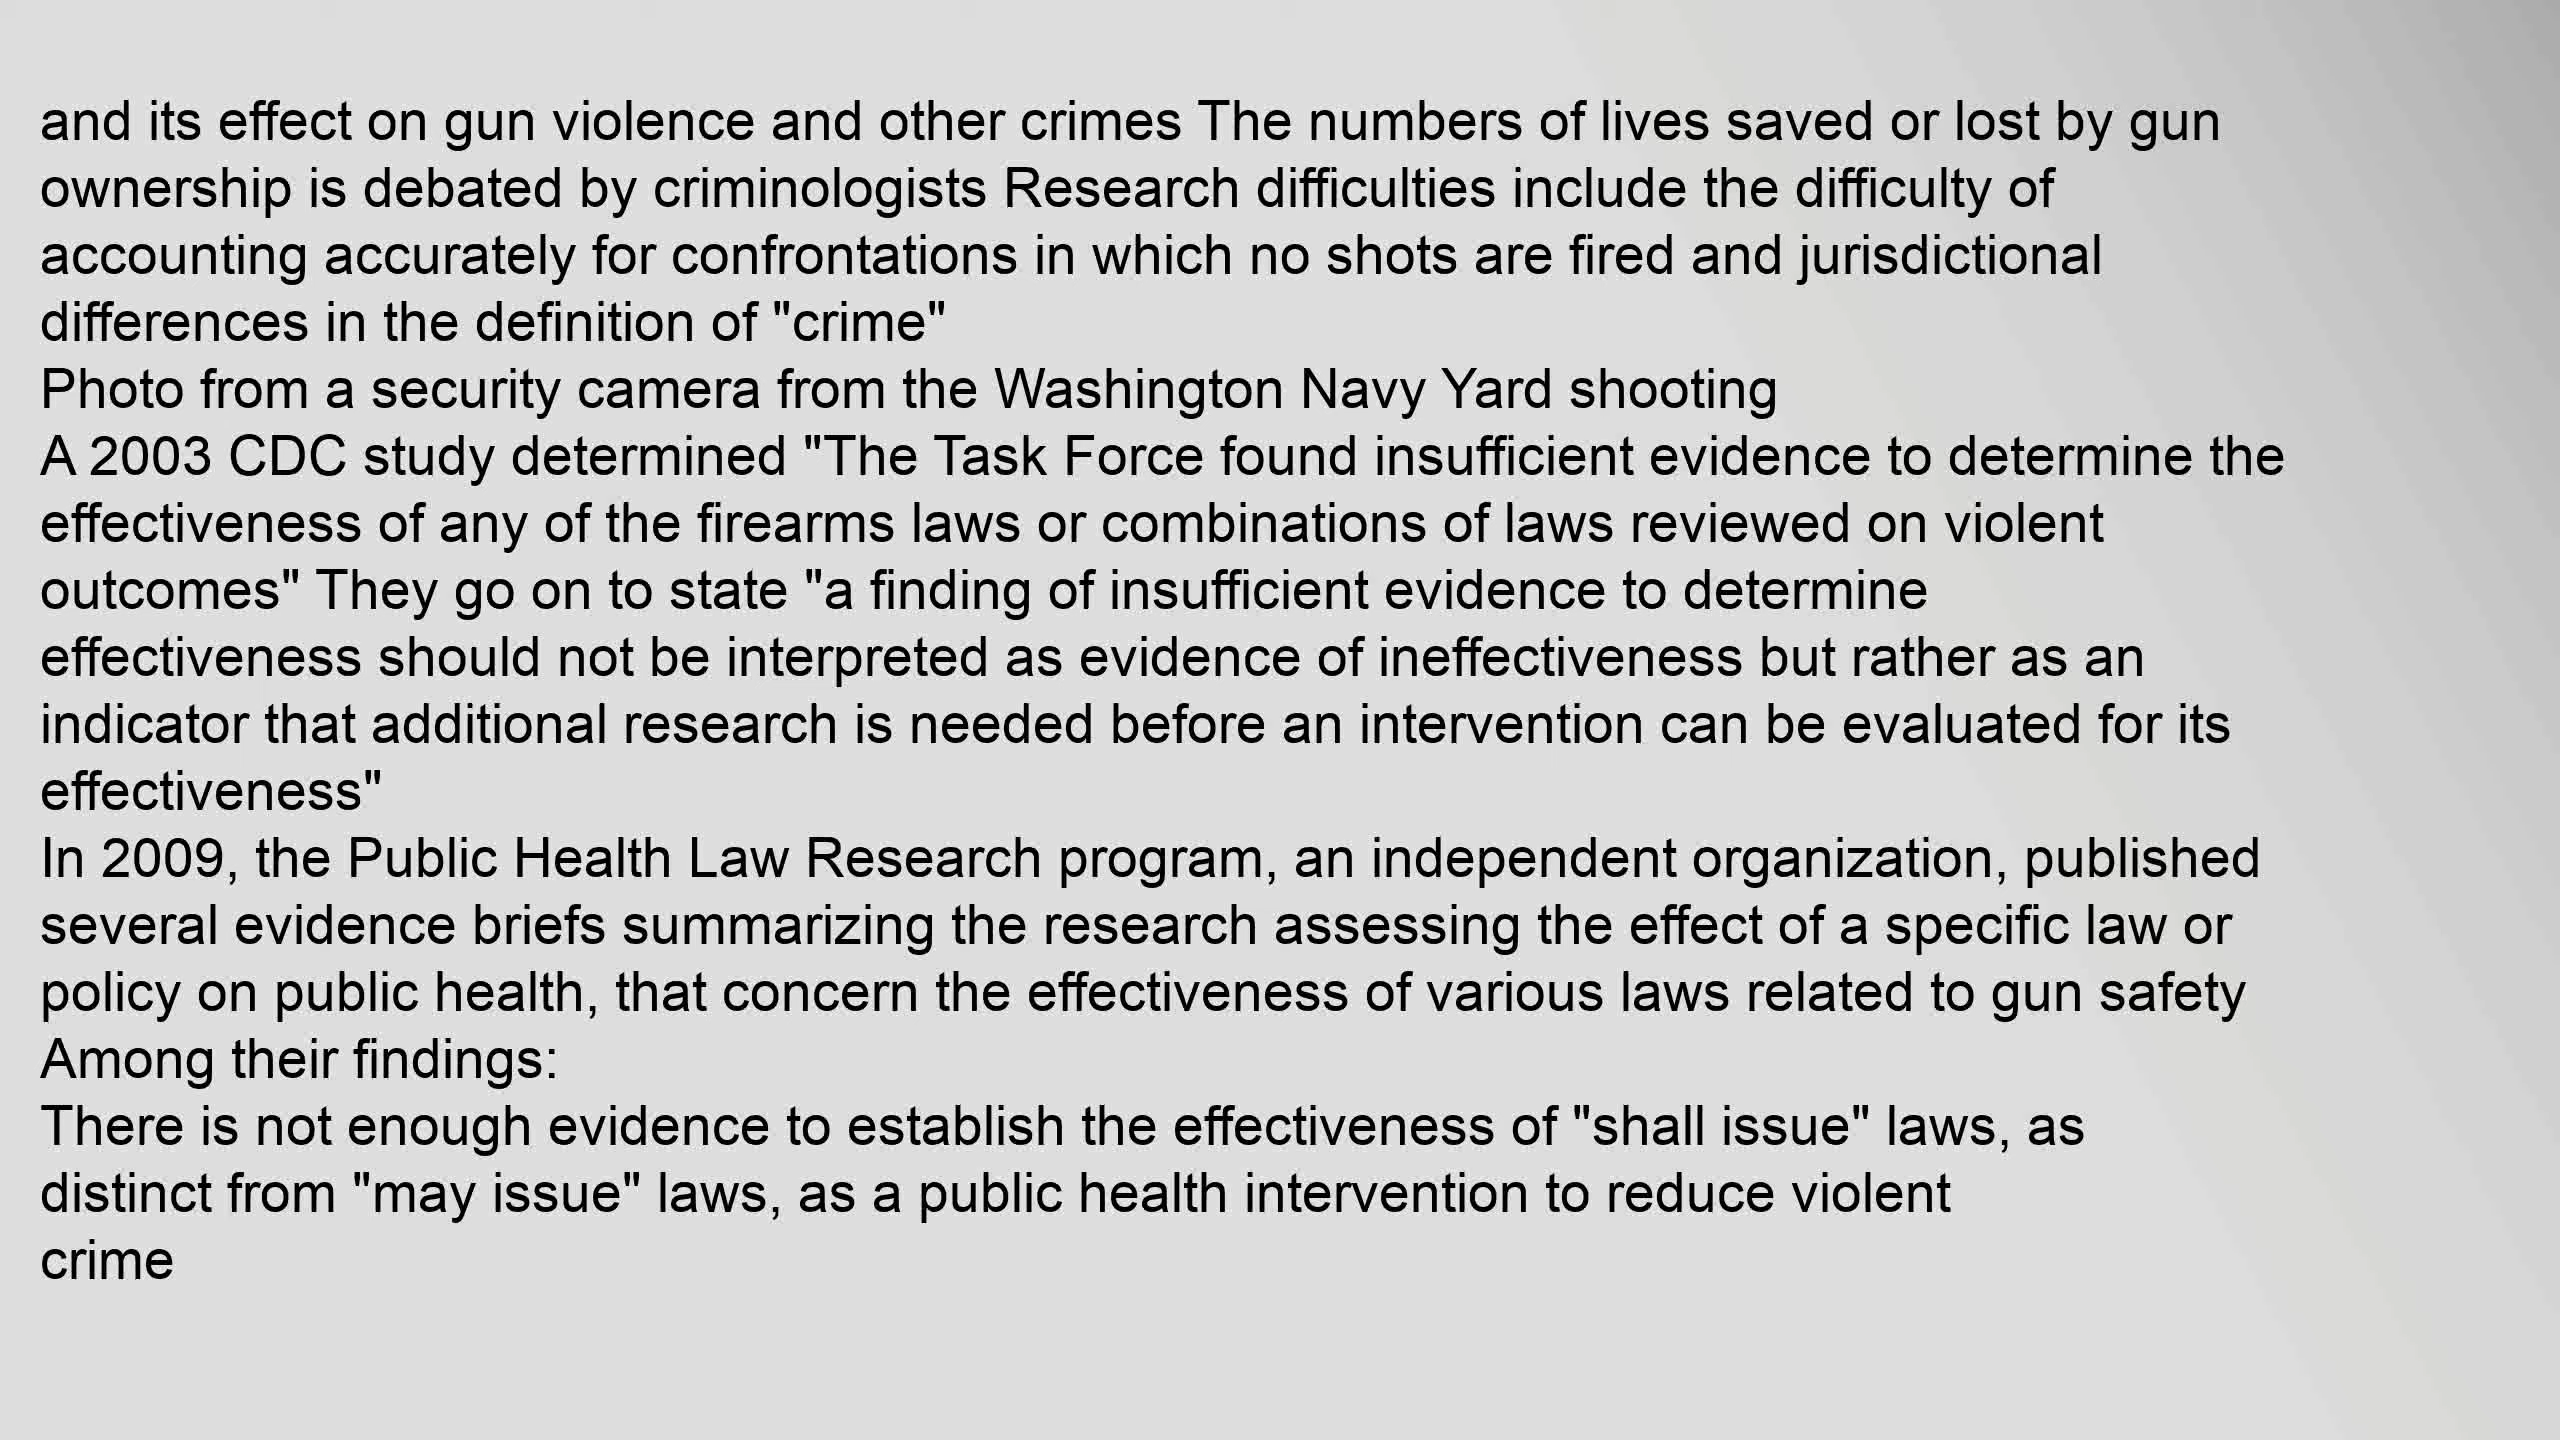 and its effect on gun violence and other crimes The numbers of lives saved or lost by gun
ownership is debated by criminologists Research difficulties include the difficulty of
accounting accurately for confrontations in which no shots are fired and jurisdictional
differences in the definition of "crime"
Photo from a security camera from the Washington Navy Yard shooting
A 2003 CDC study determined "The Task Force found insufficient evidence to determine the
effectiveness of any of the firearms laws or combinations of laws reviewed on violent
outcomes" They go on to state "a finding of insufficient evidence to determine
effectiveness should not be interpreted as evidence of ineffectiveness but rather as an
indicator that additional research is needed before an intervention can be evaluated for its
effectiveness"
In 2009, the Public Health Law Research program, an independent organization, published
several evidence briefs summarizing the research assessing the effect of a specific law or
policy on public health, that concern the effectiveness of various laws related to gun safety
Among their findings:
There is not enough evidence to establish the effectiveness of "shall issue" laws, as
distinct from "may issue" laws, as a public health intervention to reduce violent
crime